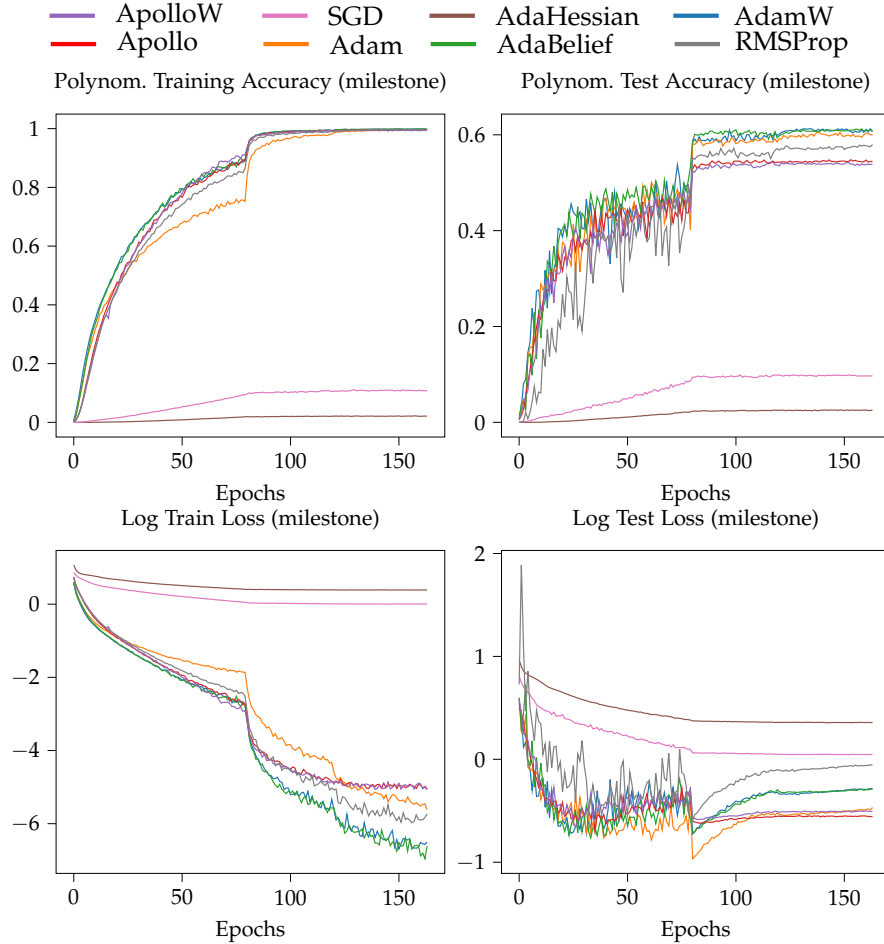 ApolloW SGD AdaHessian AdamW
Apollo Adam AdaBelief RMSProp
Polynom. Training Accuracy (milestone) Polynom. Test Accuracy (milestone)
1
0.8
0.6
0.4
0.2
0
0 50 100 150
Epochs
0.6
0.4
0.2
0
0 50 100 150
Epochs
Log Train Loss (milestone) Log Test Loss (milestone)
0
−2
−4
−6
0 50 100 150
Epochs
2
1
0
−1
0 50 100 150
Epochs